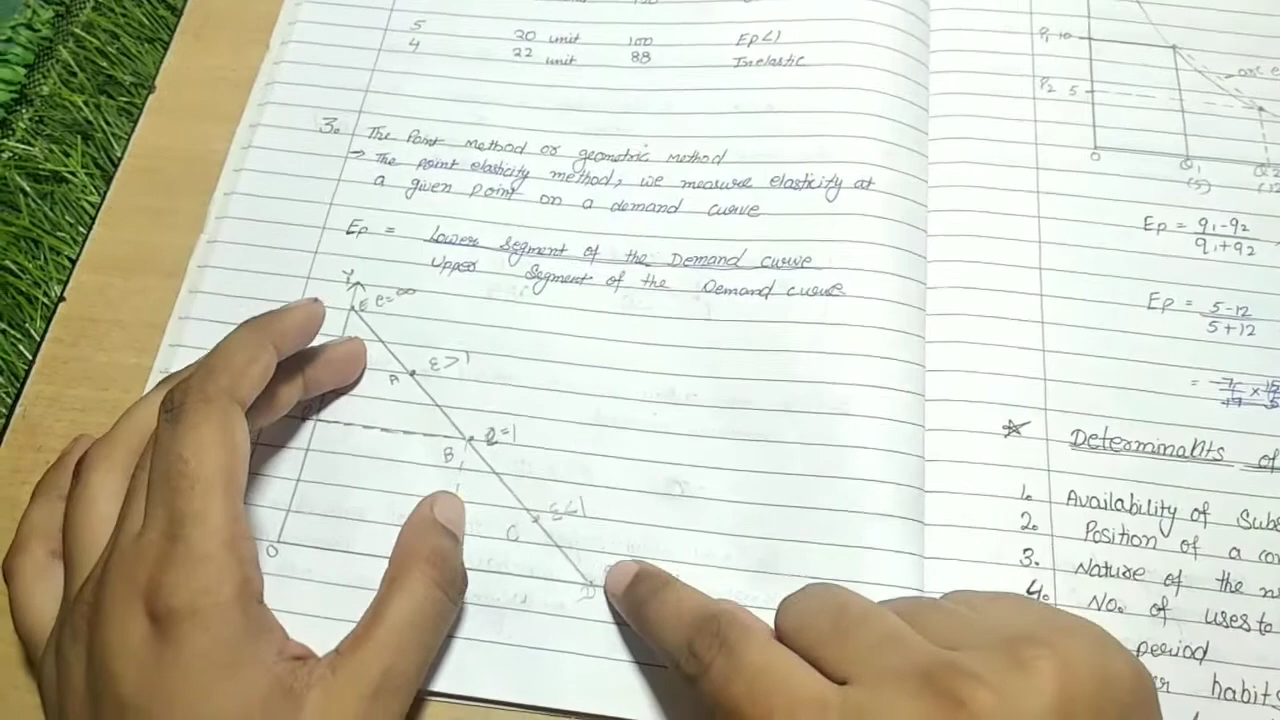 5 20 unit 100 Ep<1
4 22 unit 88 Inelastic
3. The Point method or geometric method
→ The point elasticity method, we measure elasticity at
a given point on a demand curve
Ep = Lower segment of the Demand curve
Upper segment of the Demand curve
Y
E e=∞
A ε>1
B e=1
C ε<1
O
D
P1 10
P2 5
arc e
O Q1
(5)
Ep = q1-q2
q1+q2
Ep = 5-12
5+12
=
★ Determinants of
1. Availability of Subs
2. Position of a co
3. Nature of the n
4. No. of uses to
period
habits